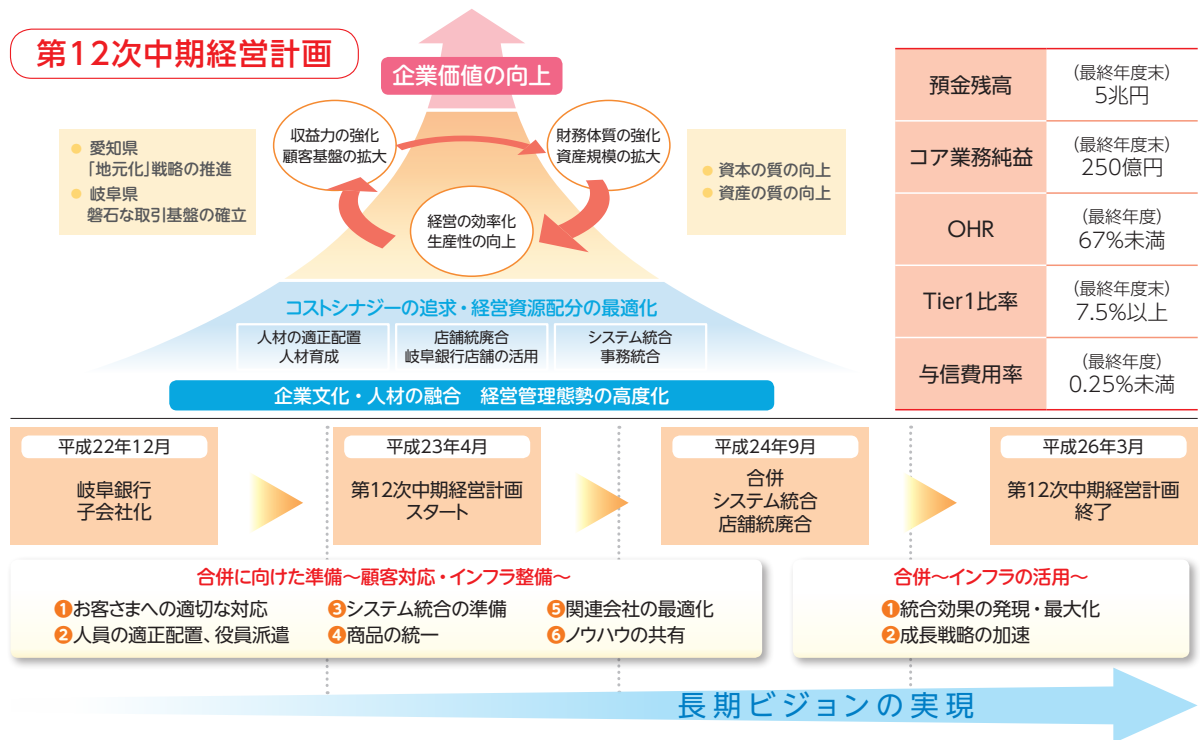 第12次中期経営計画
企業価値の向上
収益力の強化
顧客基盤の拡大
財務体質の強化
資産規模の拡大
経営の効率化
生産性の向上
● 愛知県
「地元化」戦略の推進
● 岐阜県
磐石な取引基盤の確立
● 資本の質の向上
● 資産の質の向上
コストシナジーの追求・経営資源配分の最適化
人材の適正配置
人材育成
店舗統廃合
岐阜銀行店舗の活用
システム統合
事務統合
企業文化・人材の融合 経営管理態勢の高度化
預金残高
(最終年度末)
5兆円
コア業務純益
(最終年度末)
250億円
OHR
(最終年度)
67%未満
Tier1比率
(最終年度末)
7.5%以上
与信費用率
(最終年度)
0.25%未満
平成22年12月
岐阜銀行
子会社化
平成23年4月
第12次中期経営計画
スタート
平成24年9月
合併
システム統合
店舗統廃合
平成26年3月
第12次中期経営計画
終了
合併に向けた準備～顧客対応・インフラ整備～
❶お客さまへの適切な対応
❷人員の適正配置、役員派遣
❸システム統合の準備
❹商品の統一
❺関連会社の最適化
❻ノウハウの共有
合併～インフラの活用～
❶統合効果の発現・最大化
❷成長戦略の加速
長期ビジョンの実現